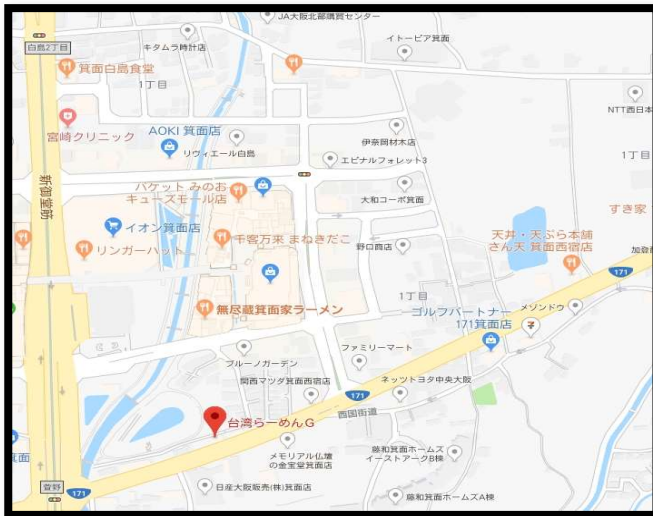 JA大阪北部購買センター
白島2丁目
キタムラ時計店
イトーピア箕面
箕面白島食堂
1丁目
NTT西日本
宮崎クリニック
AOKI 箕面店
リヴィエール白島
伊奈岡材木店
エピナルフォレスト3
1丁目
新御堂筋
バケット みのお
キューズモール店
大和コーポ箕面
すき家
イオン箕面店
千客万来 まねきだこ
リンガーハット
野口商店
天丼・天ぷら本舗
さん天 箕面西宿店
加登
171
無尽蔵箕面家ラーメン
1丁目
ゴルフパートナー
171箕面店
メゾンドウ
ブルーノガーデン
ファミリーマート
関西マツダ箕面西宿店
ネッツトヨタ中央大阪
171
西国街道
台湾らーめんG
箕面
メモリアル仏壇
の金宝堂箕面店
藤和箕面ホームズ
イーストアークB棟
萱野
171
日産大阪販売(株)箕面店
藤和箕面ホームズA棟